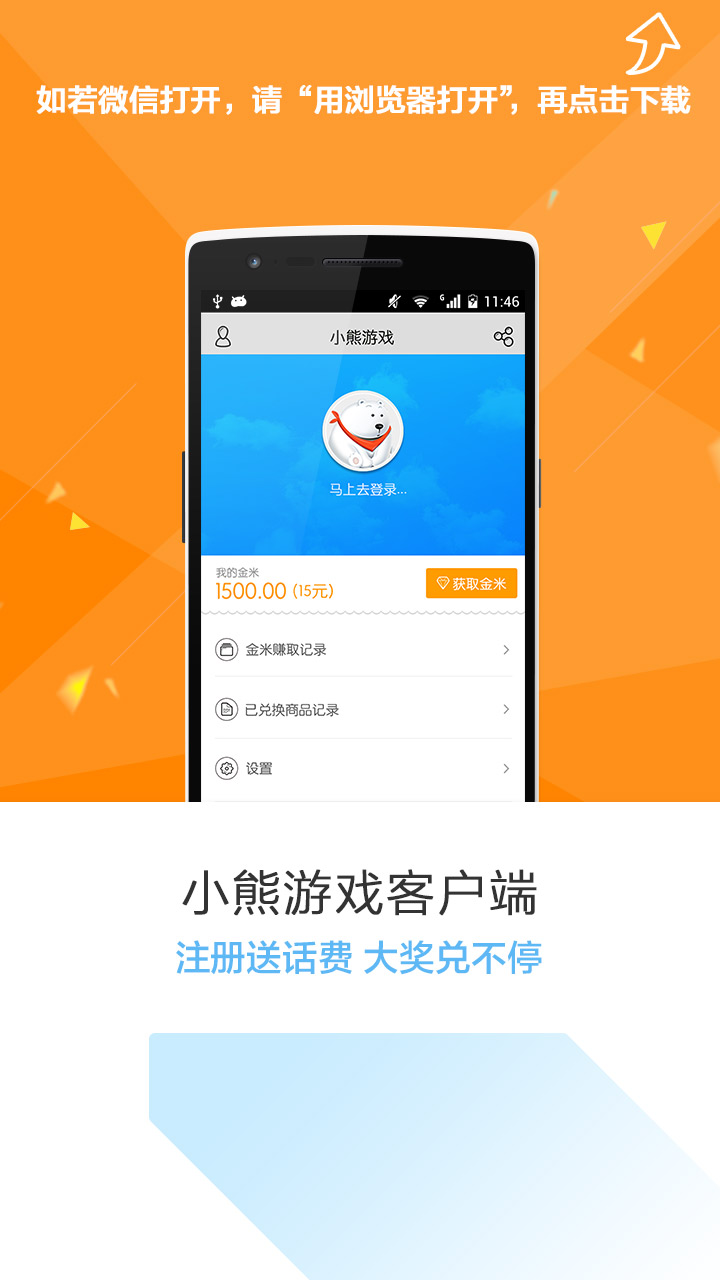 如若微信打开，请“用浏览器打开”，再点击下载
G 11:46
小熊游戏
马上去登录...
我的金米
1500.00 (15元)
获取金米
金米赚取记录
已兑换商品记录
设置
小熊游戏客户端
注册送话费 大奖兑不停